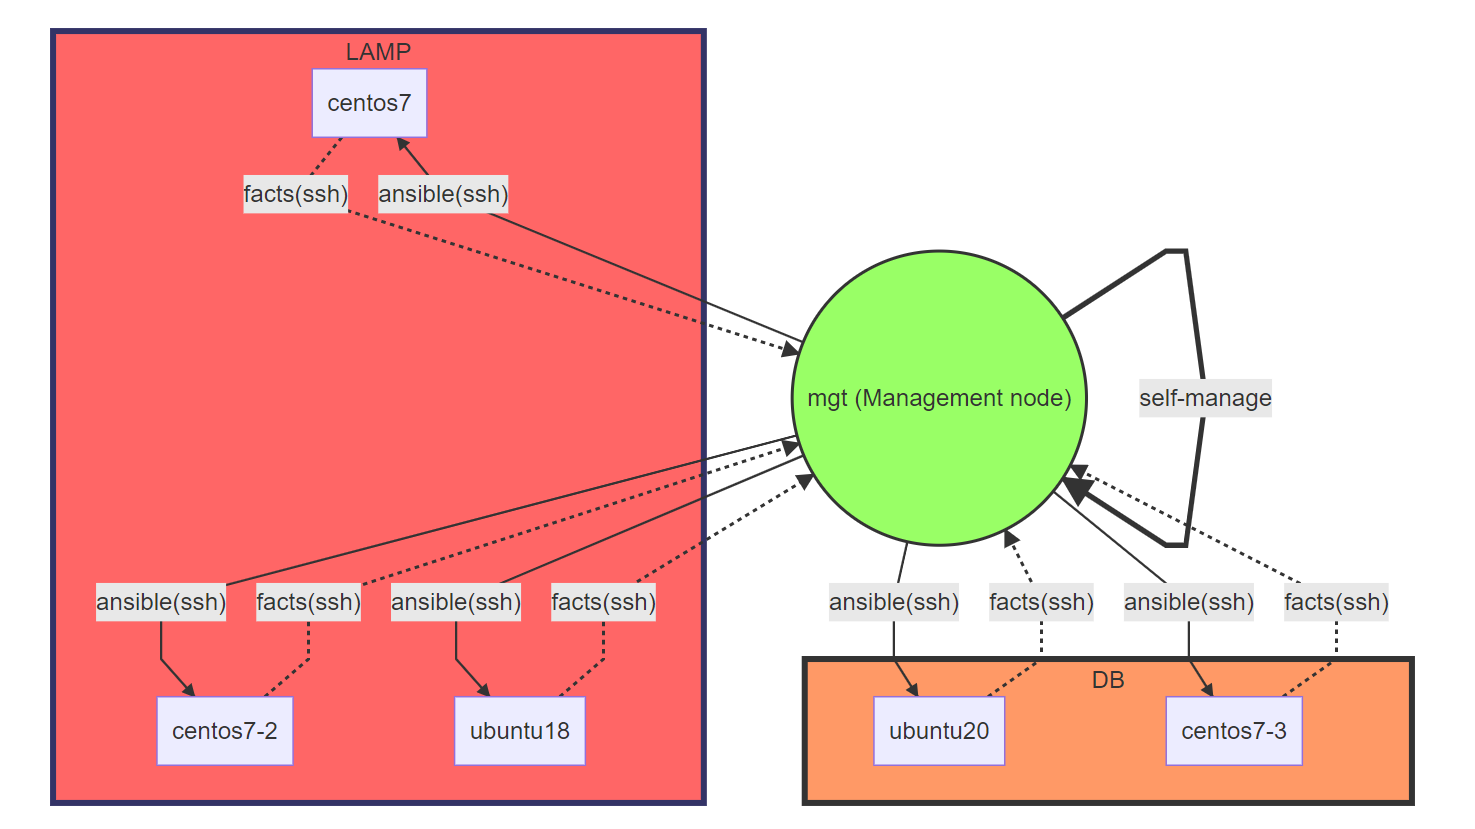 LAMP
centos7
facts(ssh)
ansible(ssh)
mgt (Management node)
self-manage
ansible(ssh)
facts(ssh)
ansible(ssh)
facts(ssh)
ansible(ssh)
facts(ssh)
ansible(ssh)
facts(ssh)
DB
centos7-2
ubuntu18
ubuntu20
centos7-3